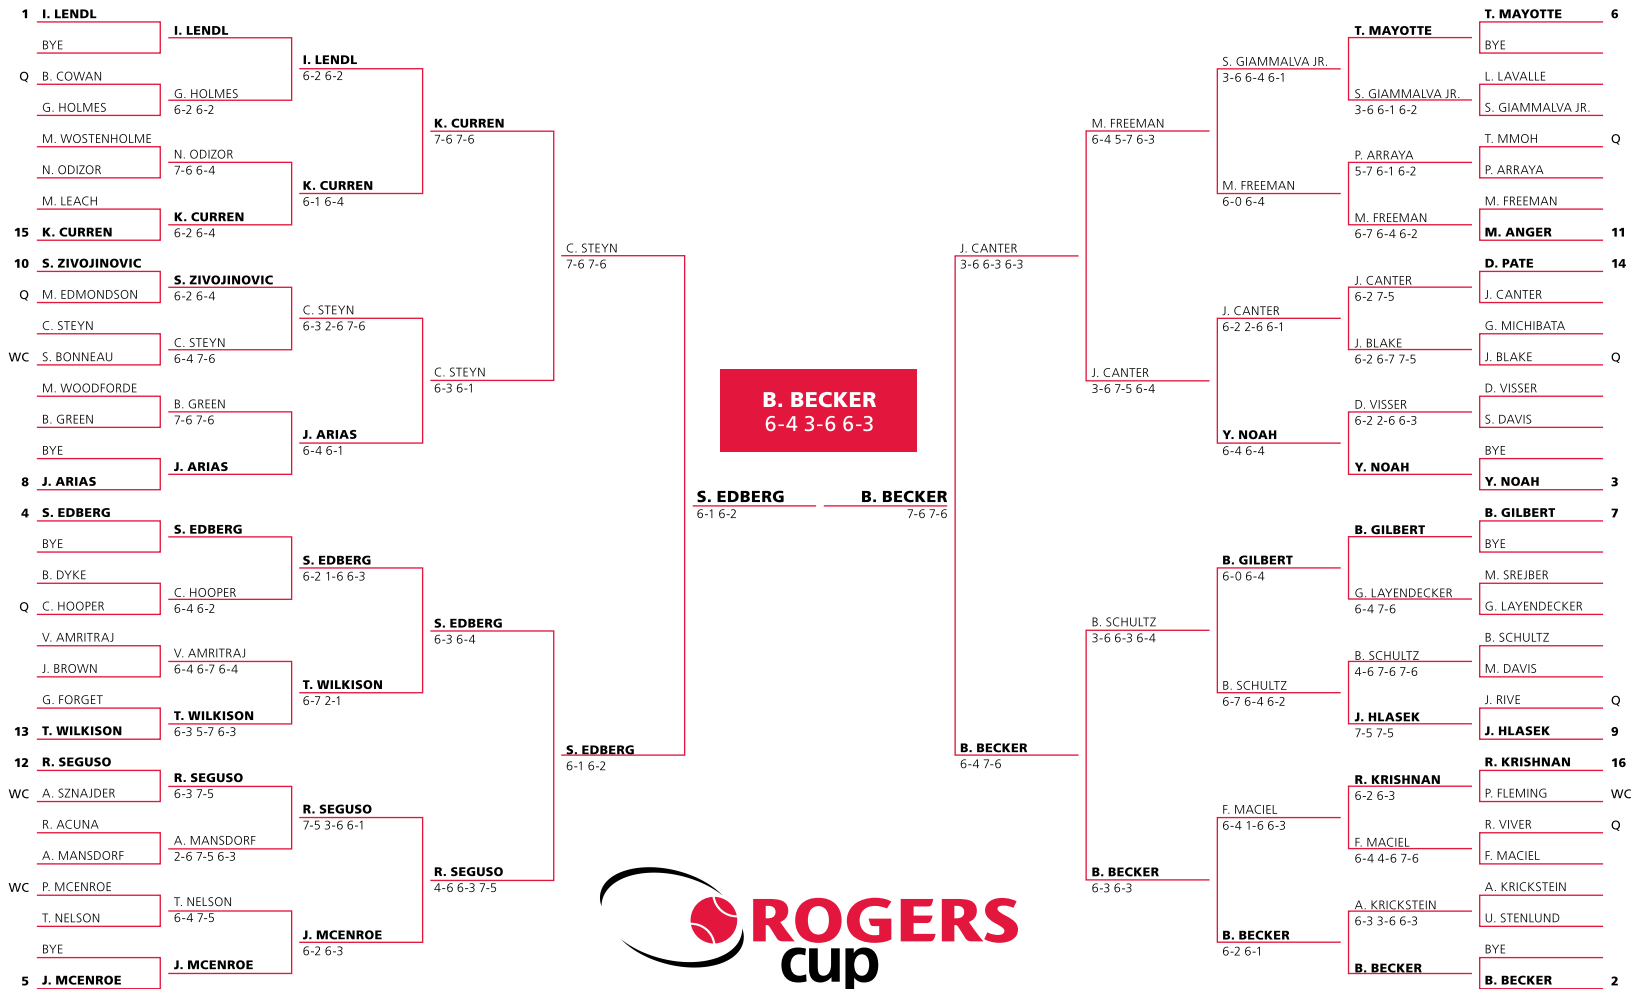 1 I. LENDL
BYE
Q B. COWAN
G. HOLMES
M. WOSTENHOLME
N. ODIZOR
M. LEACH
15 K. CURREN
10 S. ZIVOJINOVIC
Q M. EDMONDSON
C. STEYN
WC S. BONNEAU
M. WOODFORDE
B. GREEN
BYE
8 J. ARIAS
4 S. EDBERG
BYE
B. DYKE
Q C. HOOPER
V. AMRITRAJ
J. BROWN
G. FORGET
13 T. WILKISON
12 R. SEGUSO
WC A. SZNAJDER
R. ACUNA
A. MANSDORF
WC P. MCENROE
T. NELSON
BYE
5 J. MCENROE
I. LENDL
G. HOLMES
6-2 6-2
N. ODIZOR
7-6 6-4
K. CURREN
6-2 6-4
S. ZIVOJINOVIC
6-2 6-4
C. STEYN
6-4 7-6
B. GREEN
7-6 7-6
J. ARIAS
S. EDBERG
C. HOOPER
6-4 6-2
V. AMRITRAJ
6-4 6-7 6-4
T. WILKISON
6-3 5-7 6-3
R. SEGUSO
6-3 7-5
A. MANSDORF
2-6 7-5 6-3
T. NELSON
6-4 7-5
J. MCENROE
I. LENDL
6-2 6-2
K. CURREN
6-1 6-4
C. STEYN
6-3 2-6 7-6
J. ARIAS
6-4 6-1
S. EDBERG
6-2 1-6 6-3
T. WILKISON
6-7 2-1
R. SEGUSO
7-5 3-6 6-1
J. MCENROE
6-2 6-3
K. CURREN
7-6 7-6
C. STEYN
6-3 6-1
S. EDBERG
6-3 6-4
R. SEGUSO
4-6 6-3 7-5
C. STEYN
7-6 7-6
S. EDBERG
6-1 6-2
S. EDBERG
6-1 6-2
B. BECKER
6-4 3-6 6-3
B. BECKER
7-6 7-6
J. CANTER
3-6 6-3 6-3
B. BECKER
6-4 7-6
M. FREEMAN
6-4 5-7 6-3
J. CANTER
3-6 7-5 6-4
B. SCHULTZ
3-6 6-3 6-4
B. BECKER
6-3 6-3
S. GIAMMALVA JR.
3-6 6-4 6-1
M. FREEMAN
6-0 6-4
J. CANTER
6-2 2-6 6-1
Y. NOAH
6-4 6-4
B. GILBERT
6-0 6-4
B. SCHULTZ
6-7 6-4 6-2
F. MACIEL
6-4 1-6 6-3
B. BECKER
6-2 6-1
T. MAYOTTE
S. GIAMMALVA JR.
3-6 6-1 6-2
P. ARRAYA
5-7 6-1 6-2
M. FREEMAN
6-7 6-4 6-2
J. CANTER
6-2 7-5
J. BLAKE
6-2 6-7 7-5
D. VISSER
6-2 2-6 6-3
Y. NOAH
B. GILBERT
G. LAYENDECKER
6-4 7-6
B. SCHULTZ
4-6 7-6 7-6
J. HLASEK
7-5 7-5
R. KRISHNAN
6-2 6-3
F. MACIEL
6-4 4-6 7-6
A. KRICKSTEIN
6-3 3-6 6-3
B. BECKER
T. MAYOTTE 6
BYE
L. LAVALLE
S. GIAMMALVA JR.
T. MMOH Q
P. ARRAYA
M. FREEMAN
M. ANGER 11
D. PATE 14
J. CANTER
G. MICHIBATA
J. BLAKE Q
D. VISSER
S. DAVIS
BYE
Y. NOAH 3
B. GILBERT 7
BYE
M. SREJBER
G. LAYENDECKER
B. SCHULTZ
M. DAVIS
J. RIVE Q
J. HLASEK 9
R. KRISHNAN 16
P. FLEMING WC
R. VIVER Q
F. MACIEL
A. KRICKSTEIN
U. STENLUND
BYE
B. BECKER 2
ROGERS
cup